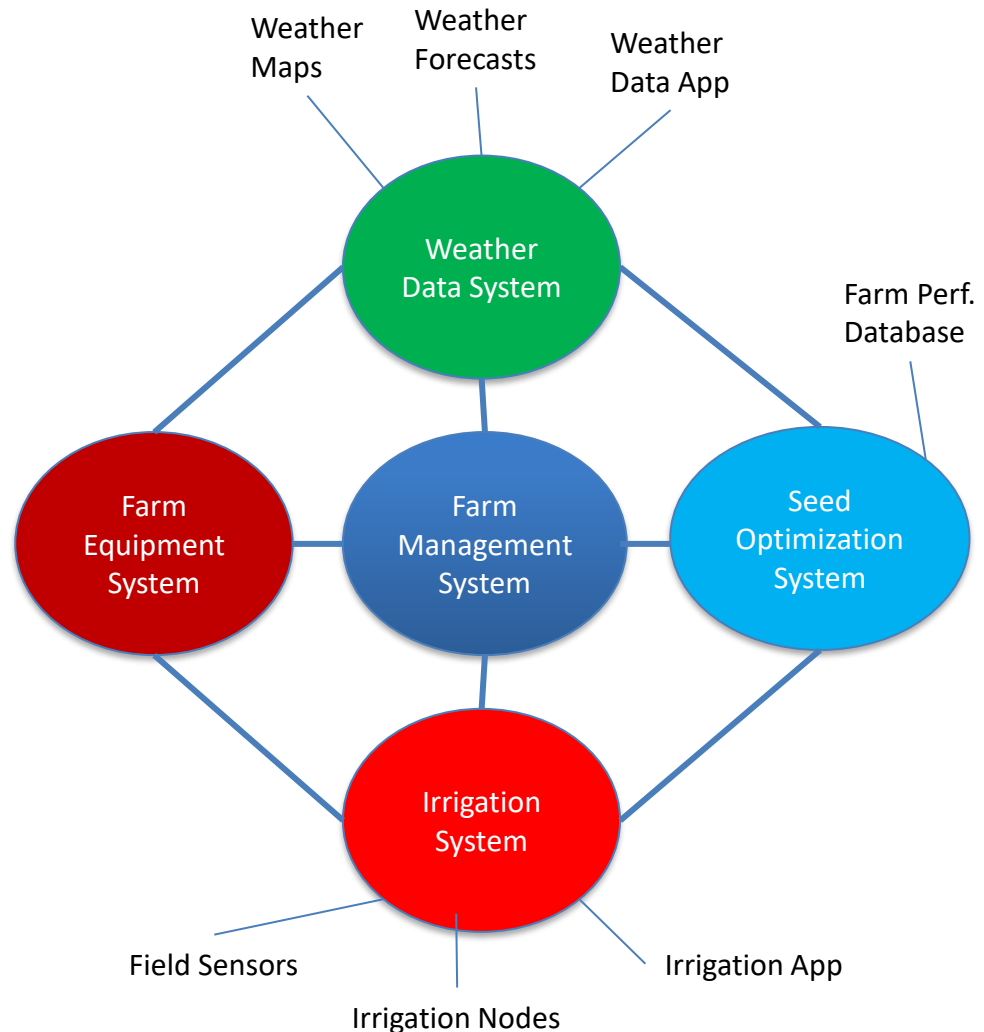 Weather
Maps
Weather
Forecasts
Weather
Data App
Weather
Data System
Farm Perf.
Database
Farm
Equipment
System
Farm
Management
System
Seed
Optimization
System
Irrigation
System
Field Sensors
Irrigation App
Irrigation Nodes